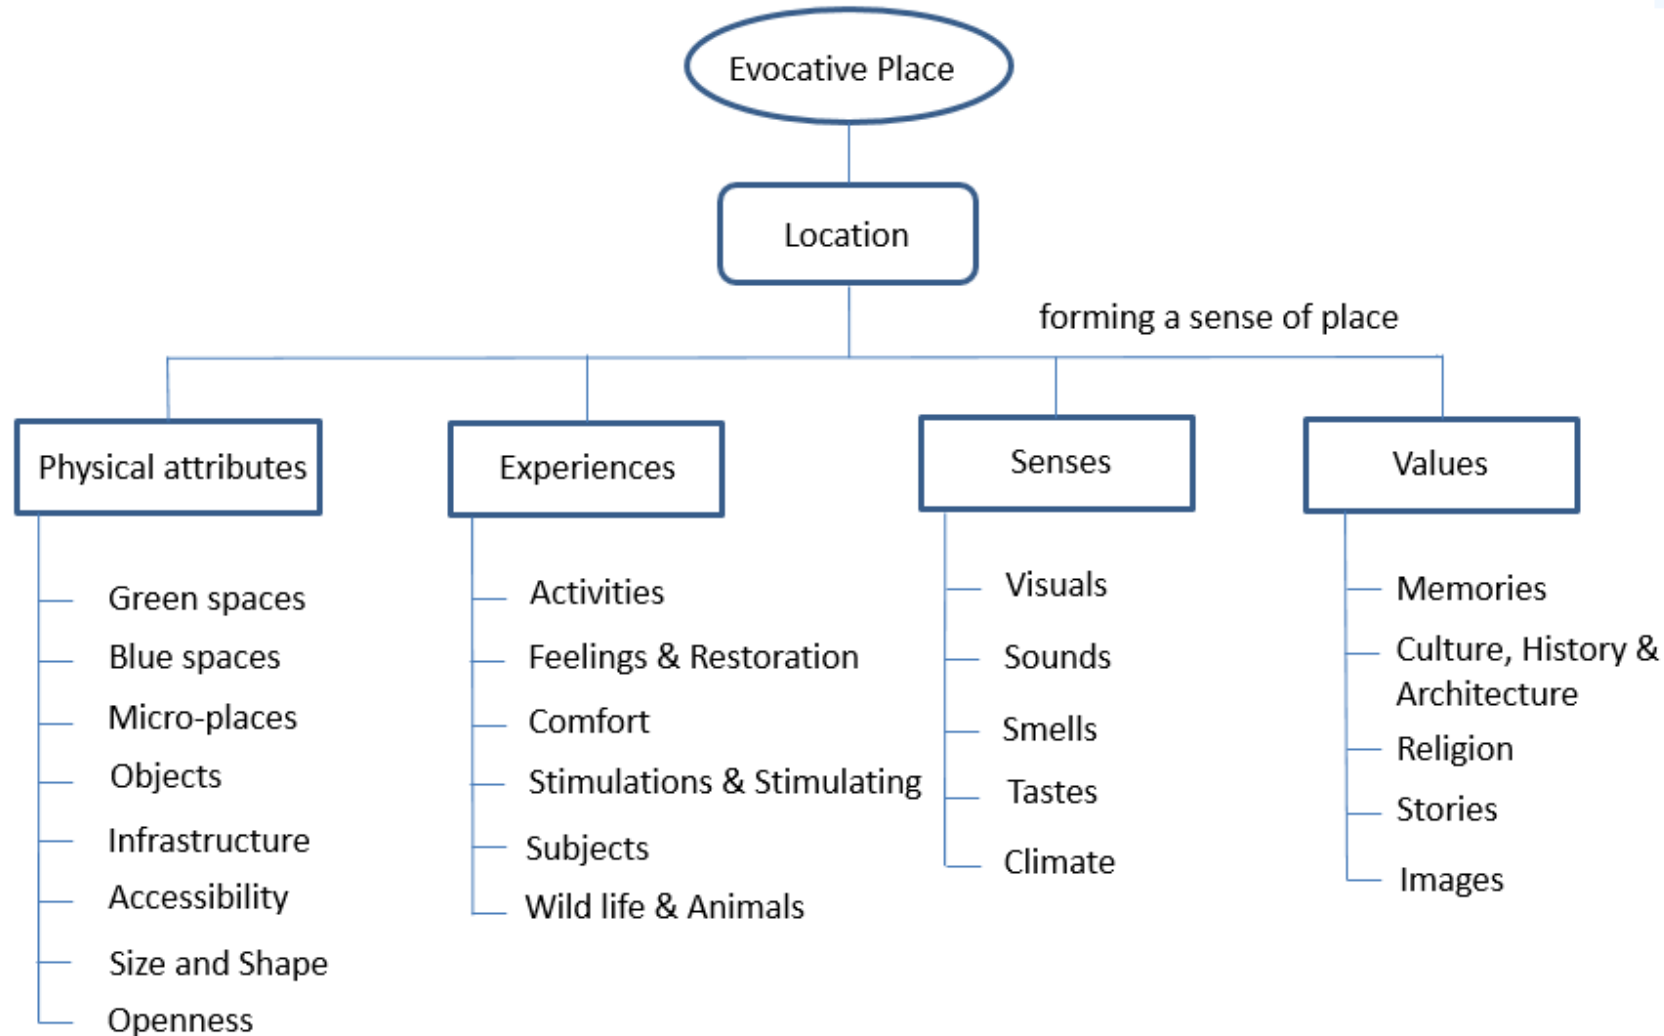 Evocative Place
Location
forming a sense of place
Physical attributes
Green spaces
Blue spaces
Micro-places
Objects
Infrastructure
Accessibility
Size and Shape
Openness
Experiences
Activities
Feelings & Restoration
Comfort
Stimulations & Stimulating
Subjects
Wild life & Animals
Senses
Visuals
Sounds
Smells
Tastes
Climate
Values
Memories
Culture, History &
Architecture
Religion
Stories
Images